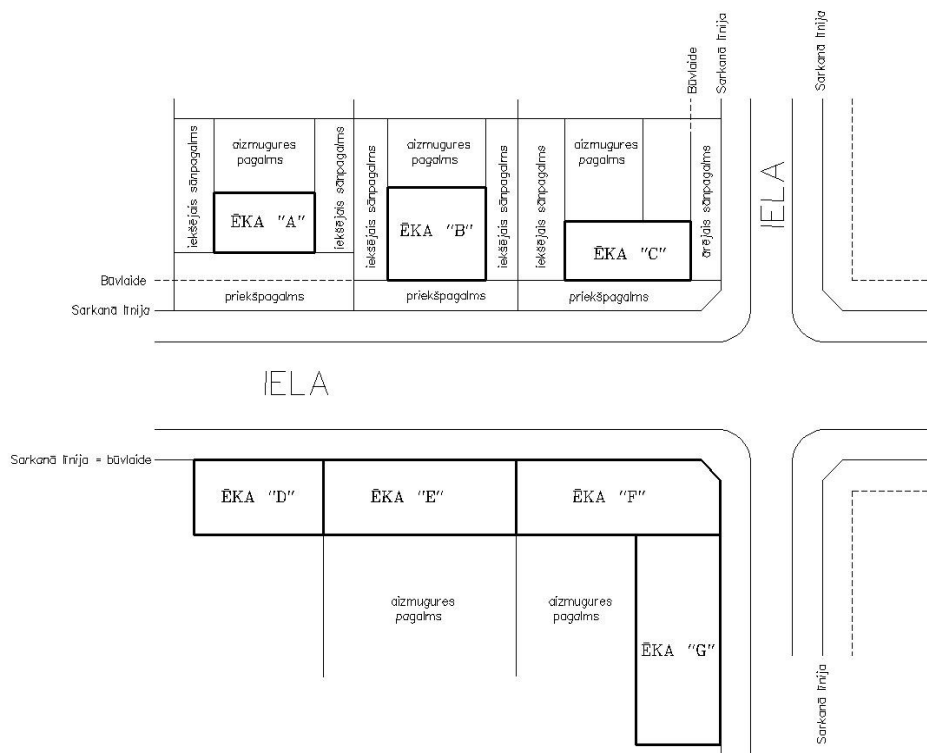 Sarkanā līnija
Sarkanā līnija
Būvlaide
iekšējais sānpagalms
aizmugures
pagalms
iekšējais sānpagalms
iekšējais sānpagalms
aizmugures
pagalms
iekšējais sānpagalms
iekšējais sānpagalms
aizmugures
pagalms
ārējais sānpagalms
IELA
ĒKA "A"
ĒKA "B"
ĒKA "C"
Būvlaide
priekšpagalms
priekšpagalms
priekšpagalms
Sarkanā līnija
IELA
Sarkanā līnija = būvlaide
ĒKA "D"
ĒKA "E"
ĒKA "F"
aizmugures
pagalms
aizmugures
pagalms
ĒKA "G"
Sarkanā līnija